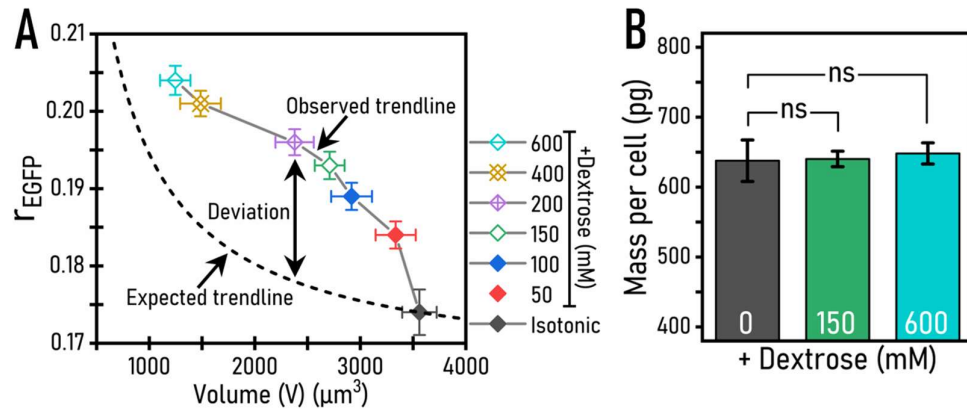 A
0.21
0.20
0.19
0.18
0.17
r_EGFP
1000
2000
3000
4000
Volume (V) (μm³)
Observed trendline
Deviation
Expected trendline
600
400
200
150
100
50
Isotonic
+Dextrose (mM)
B
800
700
600
500
400
Mass per cell (pg)
ns
ns
0
150
600
+ Dextrose (mM)